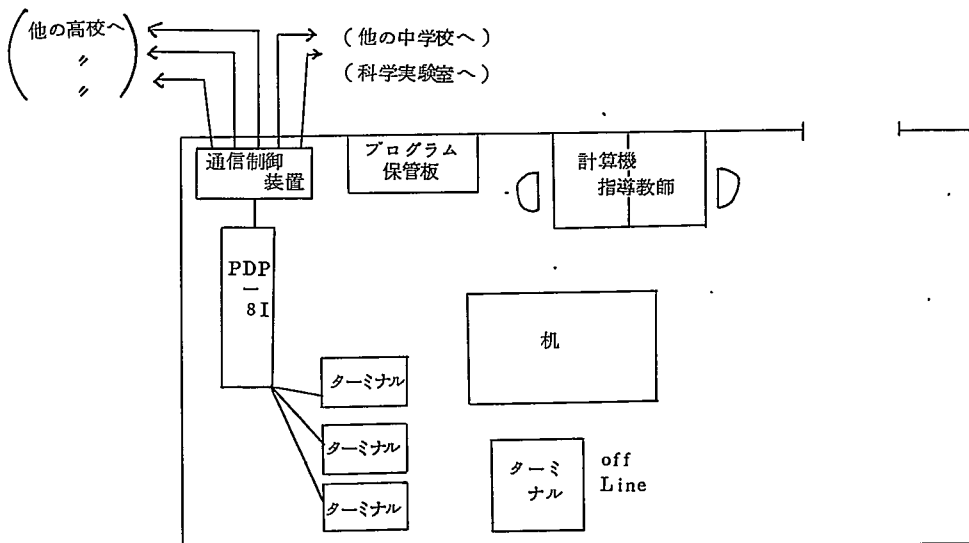 他の高校へ
〃
〃
(他の中学校へ)
(科学実験室へ)
通信制御
装置
プログラム
保管板
計算機
指導教師
PDP
―
8I
机
ターミナル
ターミナル
ターミナル
ターミ
ナル
off
Line